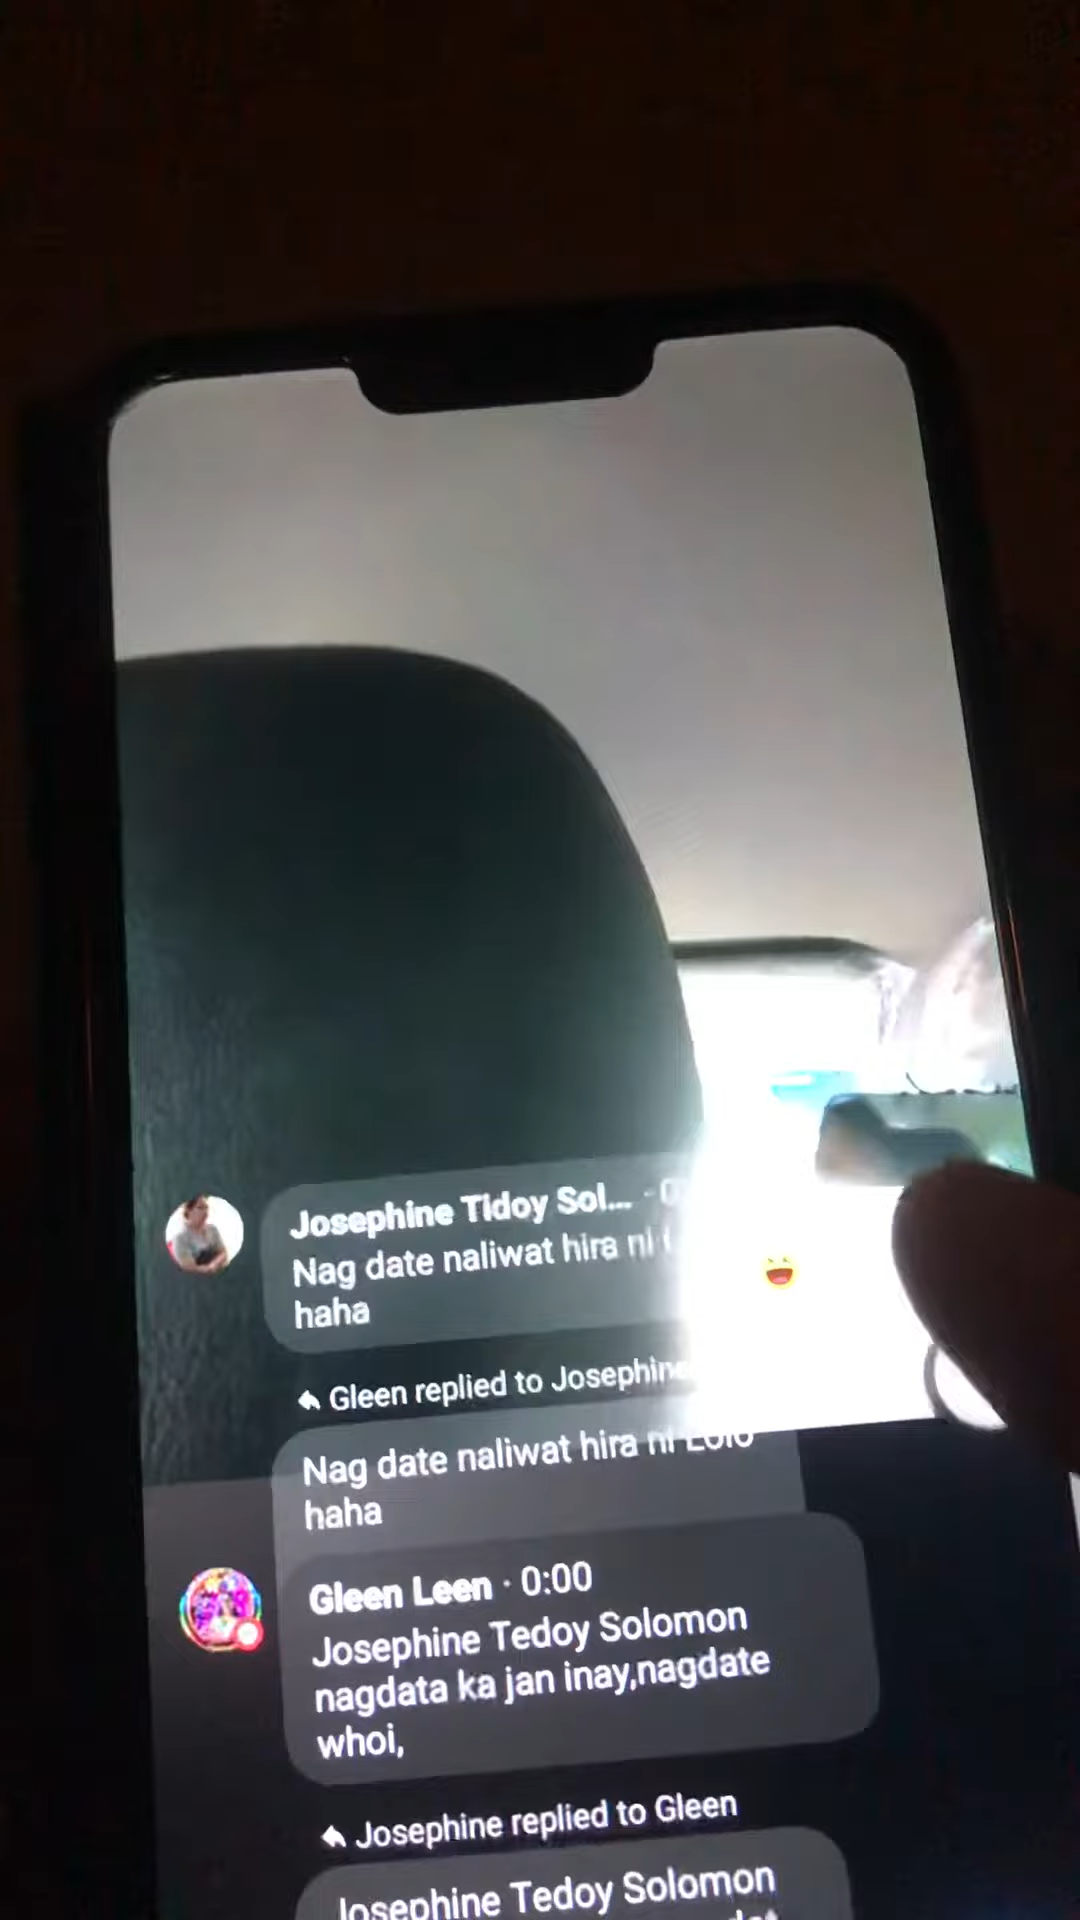 Josephine Tidoy Sol... ·
Nag date naliwat hira ni
haha
Gleen replied to Josephine
Nag date naliwat hira ni Lolo
haha
Gleen Leen · 0:00
Josephine Tedoy Solomon
nagdata ka jan inay,nagdate
whoi,
Josephine replied to Gleen
Josephine Tedoy Solomon